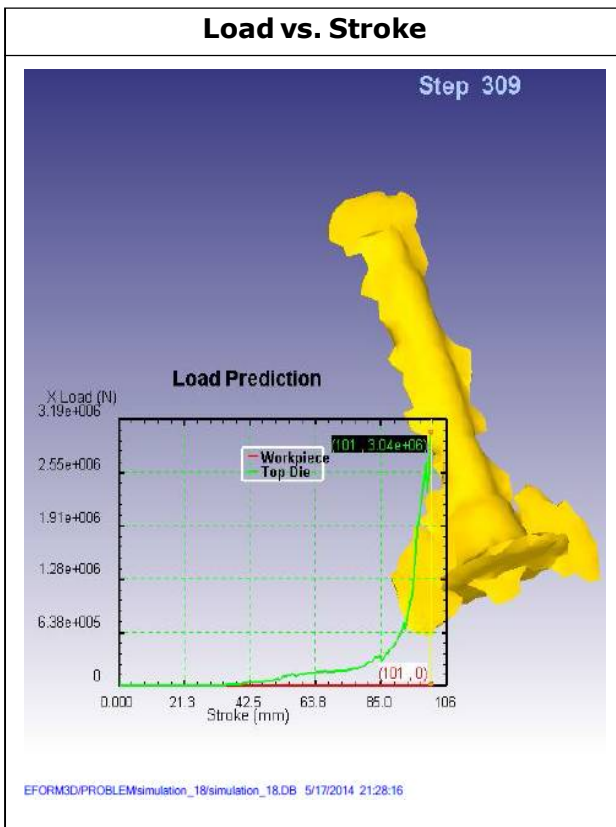 Load vs. Stroke
Step 309
Load Prediction
X Load (N)
3.19e+006
(101 , 3.04e+06)
Workpiece
Top Die
2.55e+006
1.91e+006
1.28e+006
6.38e+005
(101 , 0)
0
0.000 21.3 42.5 63.8 85.0 106
Stroke (mm)
EFORM3D/PROBLEM/simulation_18/simulation_18.DB 5/17/2014 21:28:16